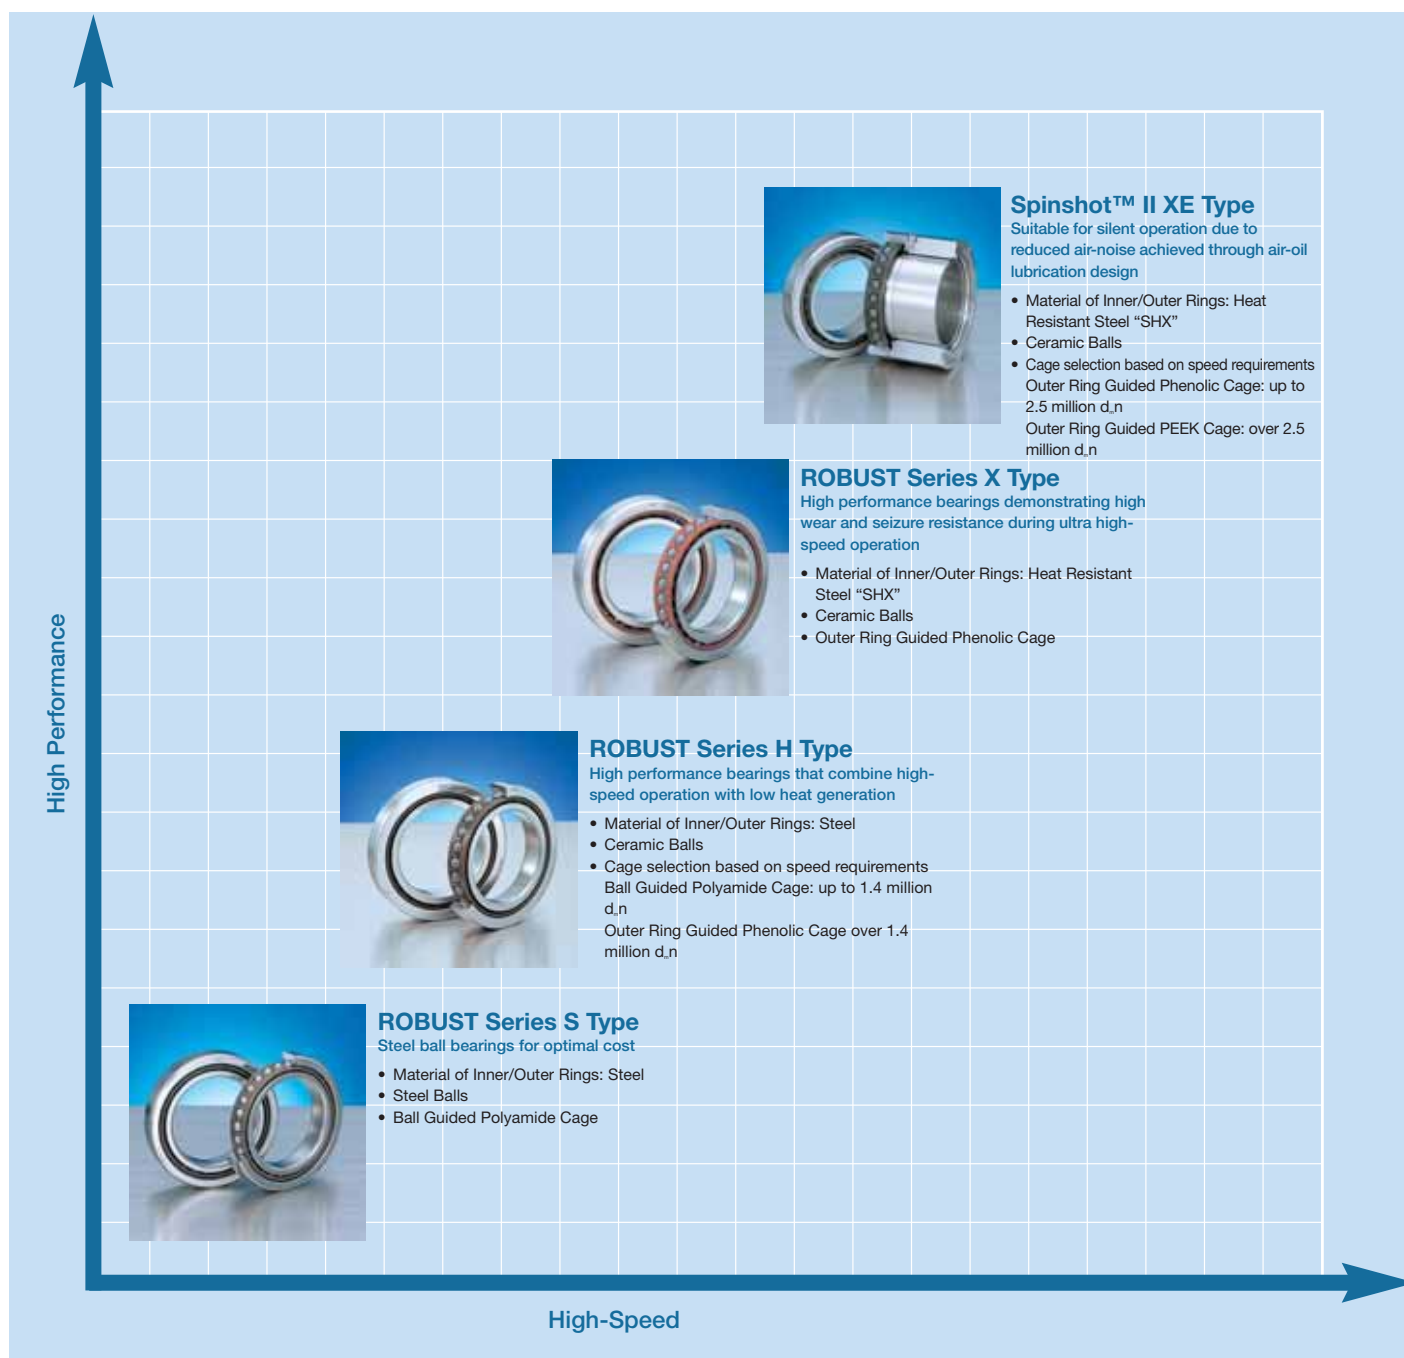 Spinshot™ II XE Type
Suitable for silent operation due to
reduced air-noise achieved through air-oil
lubrication design
• Material of Inner/Outer Rings: Heat
Resistant Steel “SHX”
• Ceramic Balls
• Cage selection based on speed requirements
Outer Ring Guided Phenolic Cage: up to
2.5 million dₘn
Outer Ring Guided PEEK Cage: over 2.5
million dₘn
ROBUST Series X Type
High performance bearings demonstrating high
wear and seizure resistance during ultra high-
speed operation
• Material of Inner/Outer Rings: Heat Resistant
Steel “SHX”
• Ceramic Balls
• Outer Ring Guided Phenolic Cage
High Performance
ROBUST Series H Type
High performance bearings that combine high-
speed operation with low heat generation
• Material of Inner/Outer Rings: Steel
• Ceramic Balls
• Cage selection based on speed requirements
Ball Guided Polyamide Cage: up to 1.4 million
dₘn
Outer Ring Guided Phenolic Cage over 1.4
million dₘn
ROBUST Series S Type
Steel ball bearings for optimal cost
• Material of Inner/Outer Rings: Steel
• Steel Balls
• Ball Guided Polyamide Cage
High-Speed